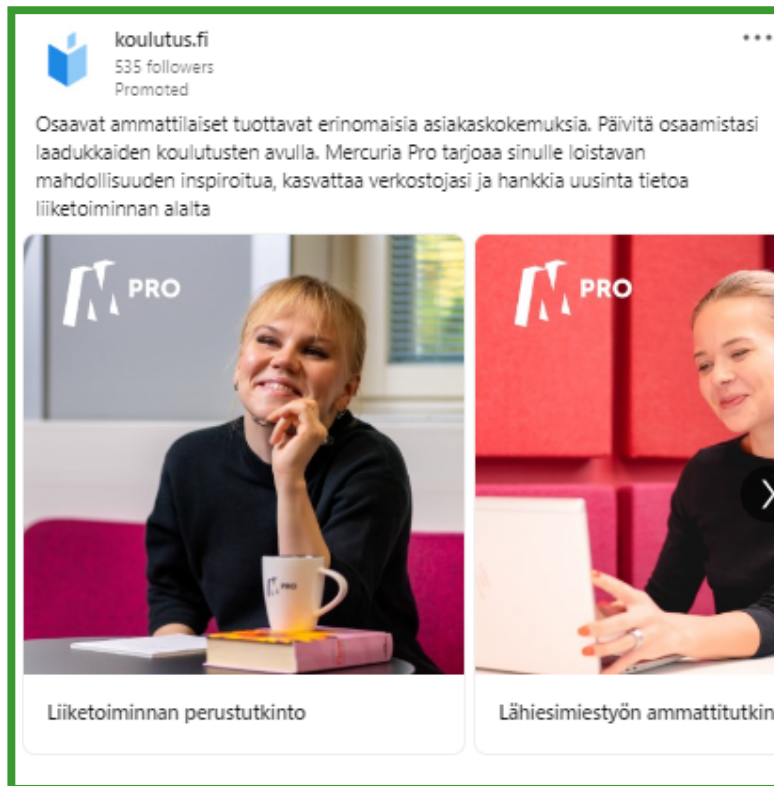 koulutus.fi
535 followers
Promoted
Osaavat ammattilaiset tuottavat erinomaisia asiakaskokemuksia. Päivitä osaamistasi
laadukkaiden koulutusten avulla. Mercuria Pro tarjoaa sinulle loistavan
mahdollisuuden inspiroitua, kasvattaa verkostojasi ja hankkia uusinta tietoa
liiketoiminnan alalta
M PRO
M PRO
M PRO
Liiketoiminnan perustutkinto
Lähiesimiestyön ammattitutkin